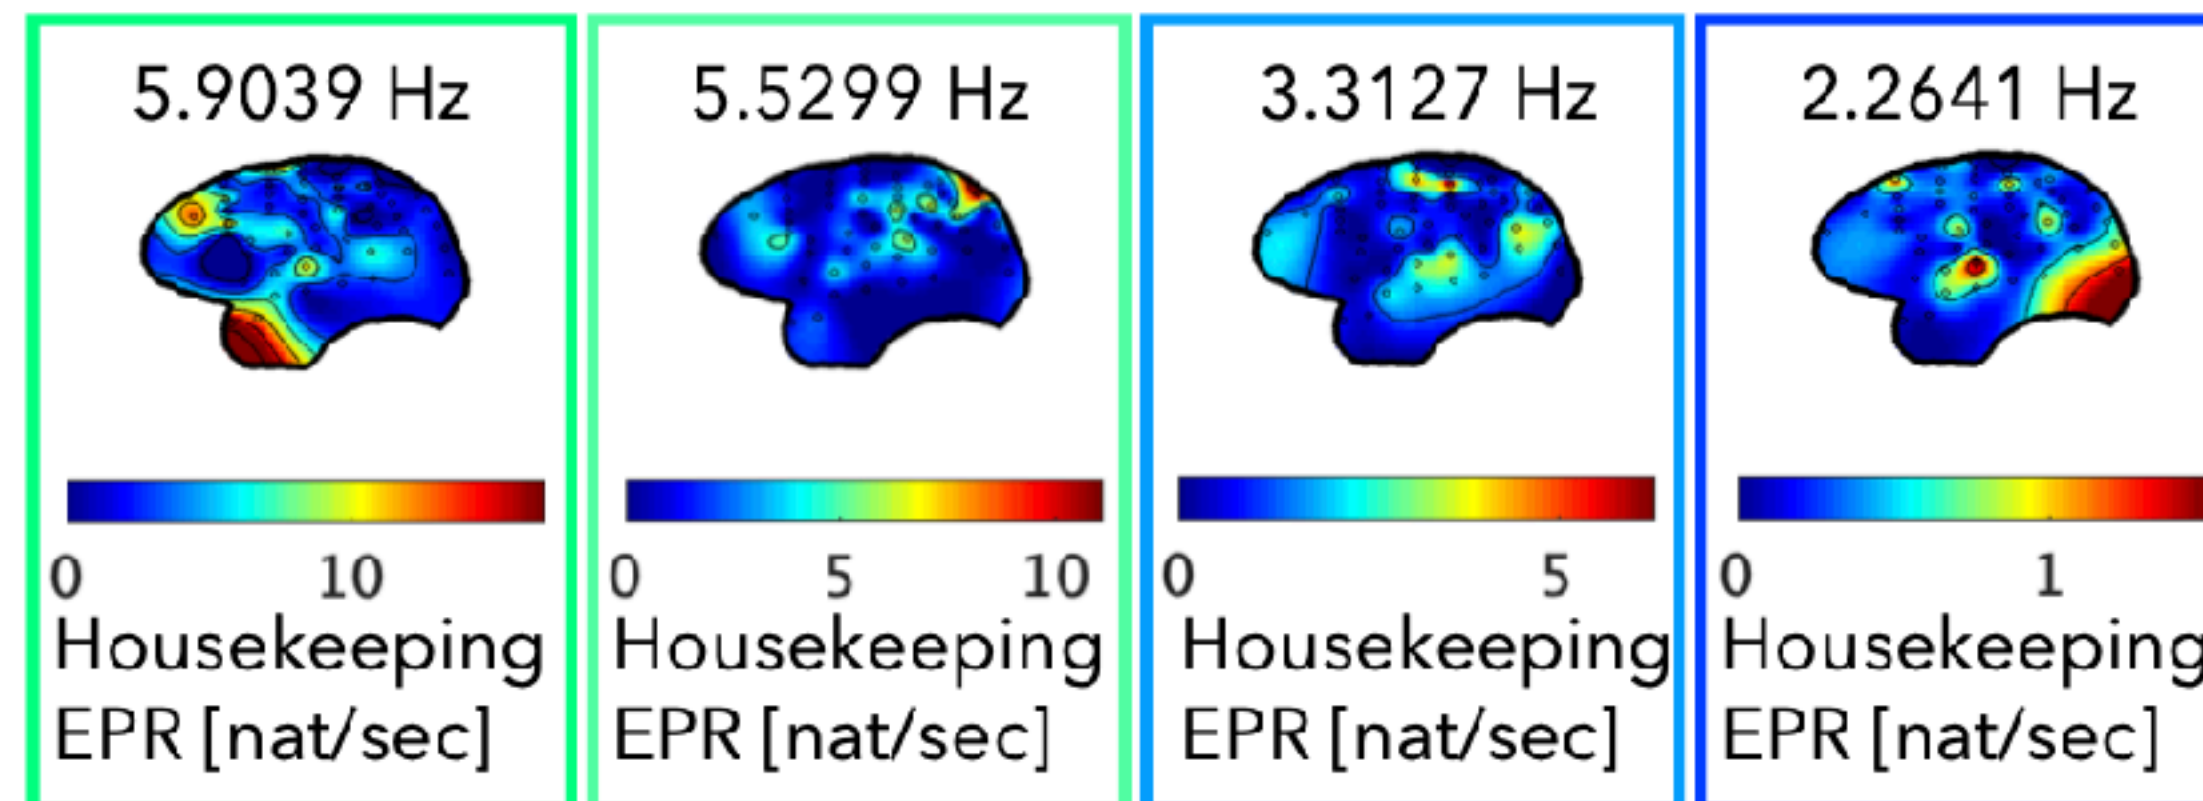 5.9039 Hz
0 10
Housekeeping
EPR [nat/sec]
5.5299 Hz
0 5 10
Housekeeping
EPR [nat/sec]
3.3127 Hz
0 5
Housekeeping
EPR [nat/sec]
2.2641 Hz
0 1
Housekeeping
EPR [nat/sec]